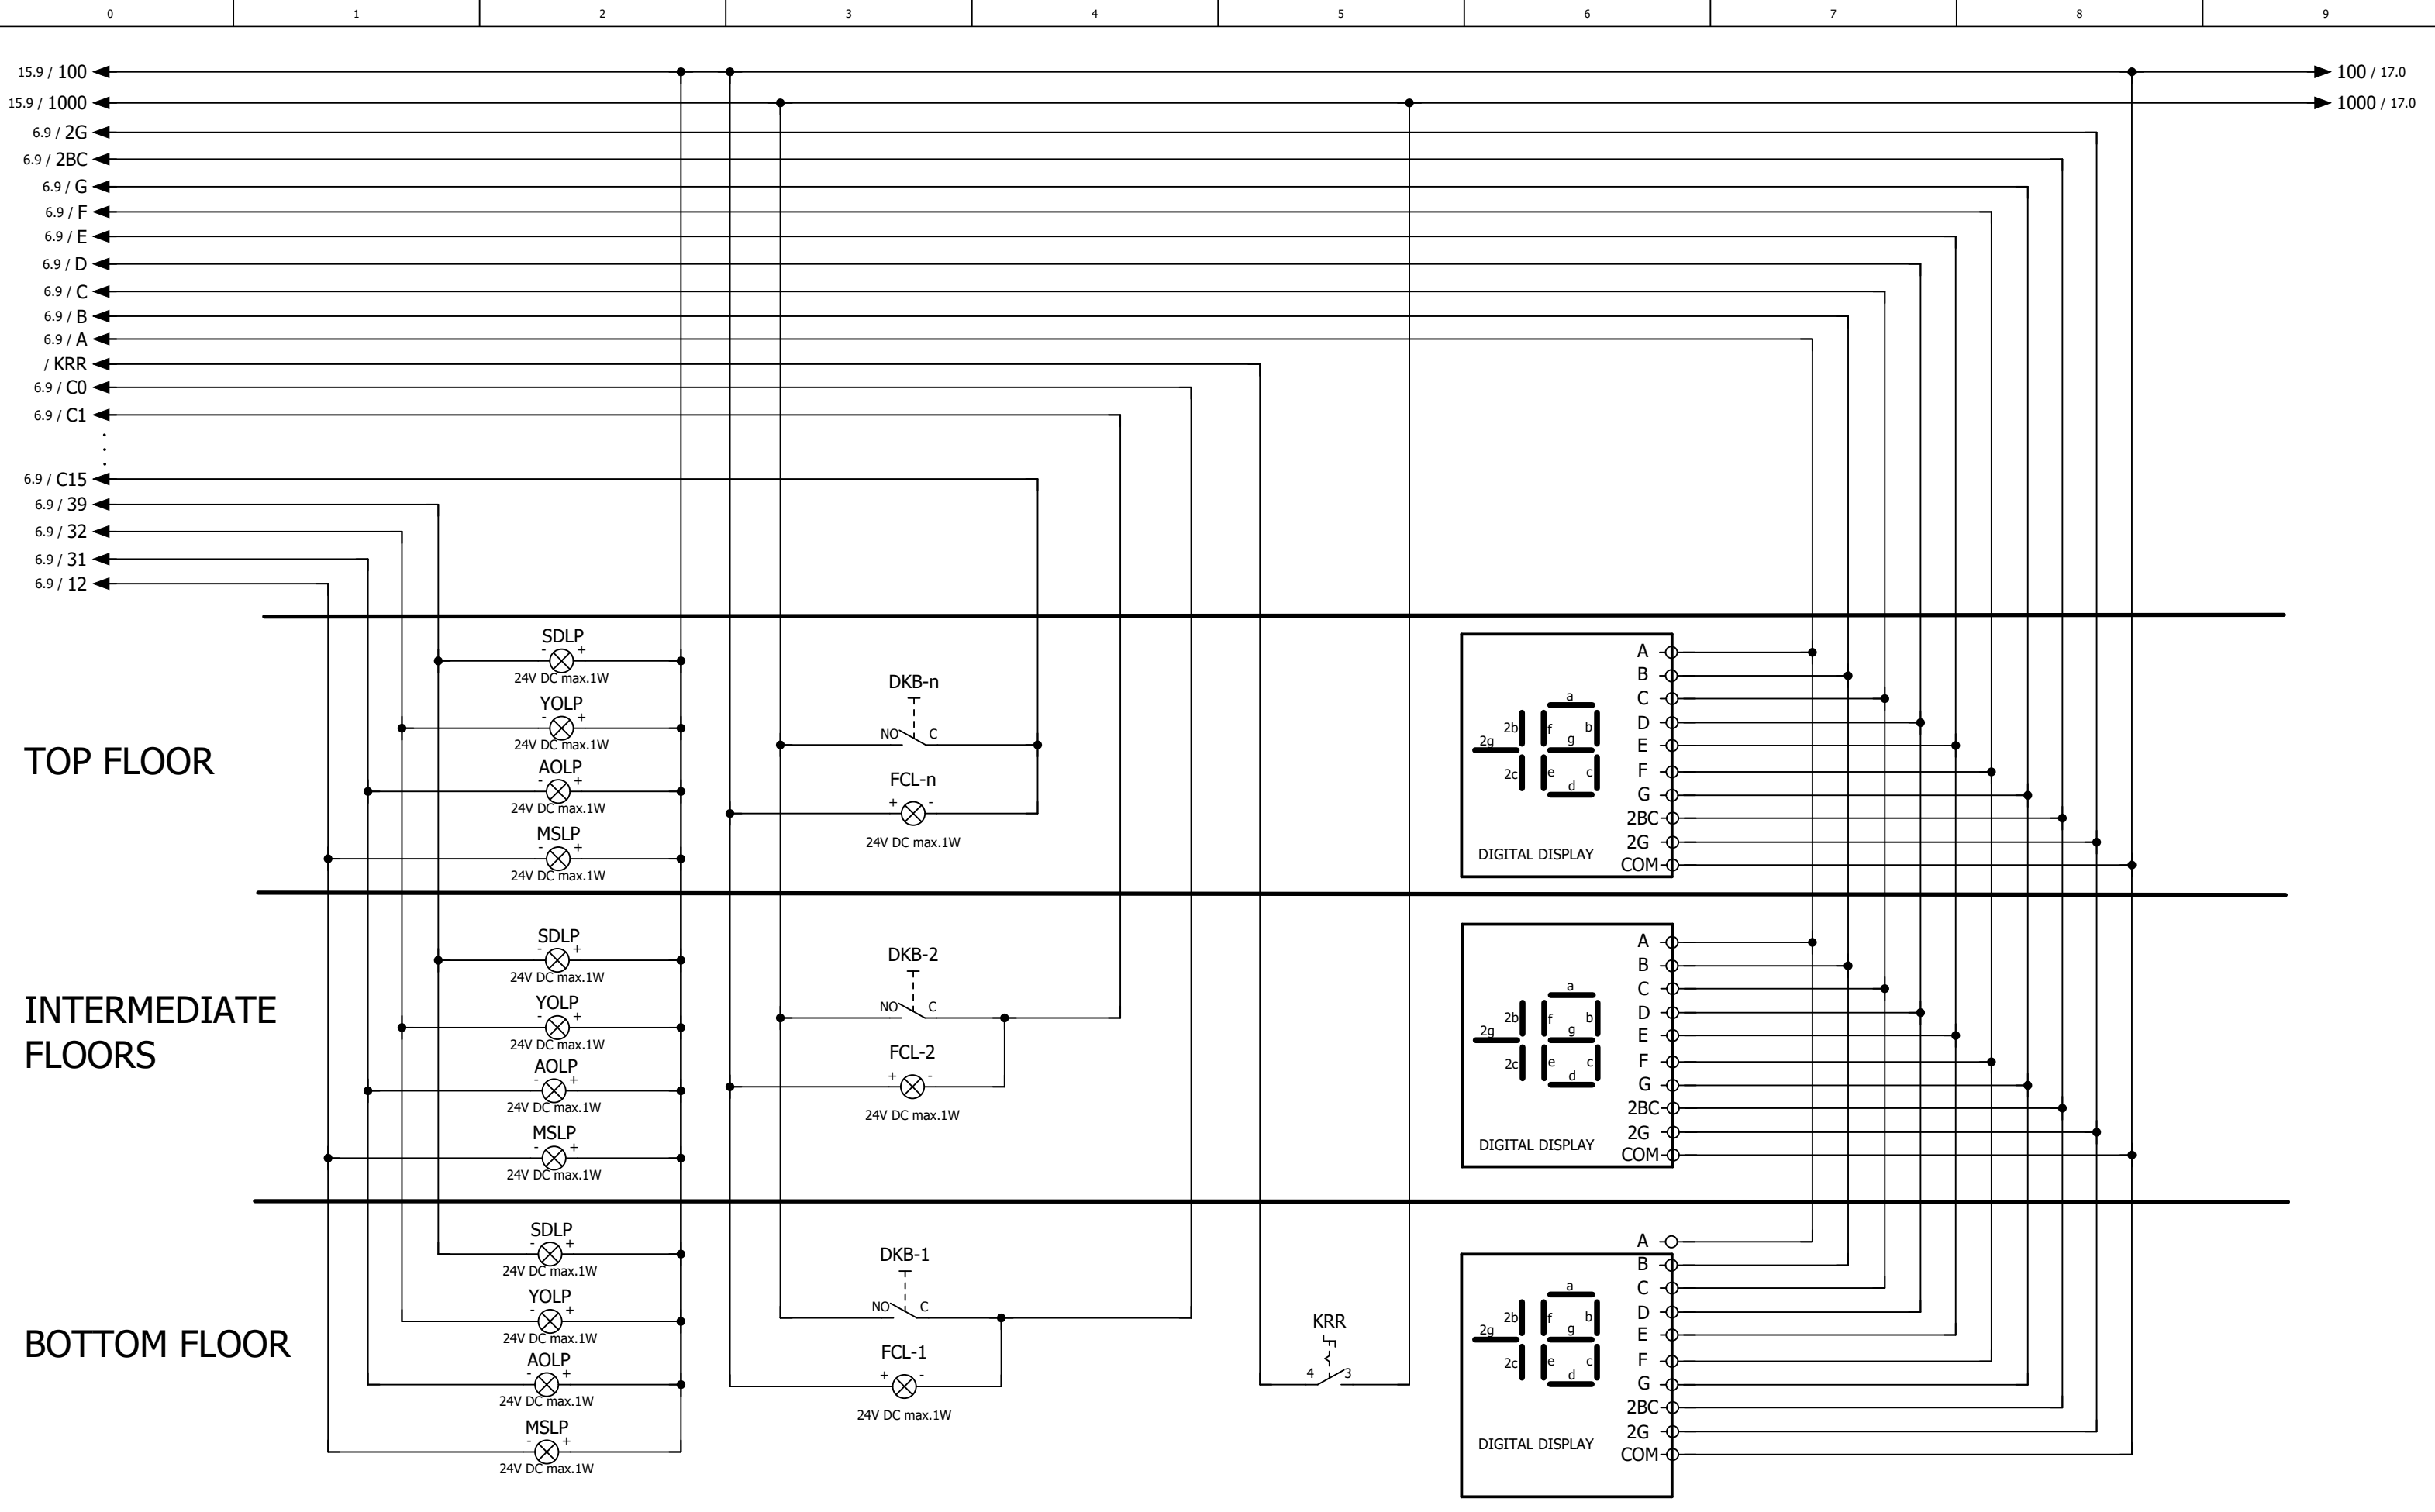 0 1 2 3 4 5 6 7 8 9
15.9 / 100
100 / 17.0
15.9 / 1000
1000 / 17.0
6.9 / 2G
6.9 / 2BC
6.9 / G
6.9 / F
6.9 / E
6.9 / D
6.9 / C
6.9 / B
6.9 / A
/ KRR
6.9 / C0
6.9 / C1
.
.
.
6.9 / C15
6.9 / 39
6.9 / 32
6.9 / 31
6.9 / 12
TOP FLOOR
SDLP
- +
24V DC max.1W
YOLP
- +
24V DC max.1W
AOLP
- +
24V DC max.1W
MSLP
- +
24V DC max.1W
DKB-n
NO C
FCL-n
+ -
24V DC max.1W
a
2b f b
2g g
2c e c
d
DIGITAL DISPLAY
A
B
C
D
E
F
G
2BC
2G
COM
INTERMEDIATE
FLOORS
SDLP
- +
24V DC max.1W
YOLP
- +
24V DC max.1W
AOLP
- +
24V DC max.1W
MSLP
- +
24V DC max.1W
DKB-2
NO C
FCL-2
+ -
24V DC max.1W
a
2b f b
2g g
2c e c
d
DIGITAL DISPLAY
A
B
C
D
E
F
G
2BC
2G
COM
BOTTOM FLOOR
SDLP
- +
24V DC max.1W
YOLP
- +
24V DC max.1W
AOLP
- +
24V DC max.1W
MSLP
- +
24V DC max.1W
DKB-1
NO C
FCL-1
+ -
24V DC max.1W
KRR
4 3
a
2b f b
2g g
2c e c
d
DIGITAL DISPLAY
A
B
C
D
E
F
G
2BC
2G
COM